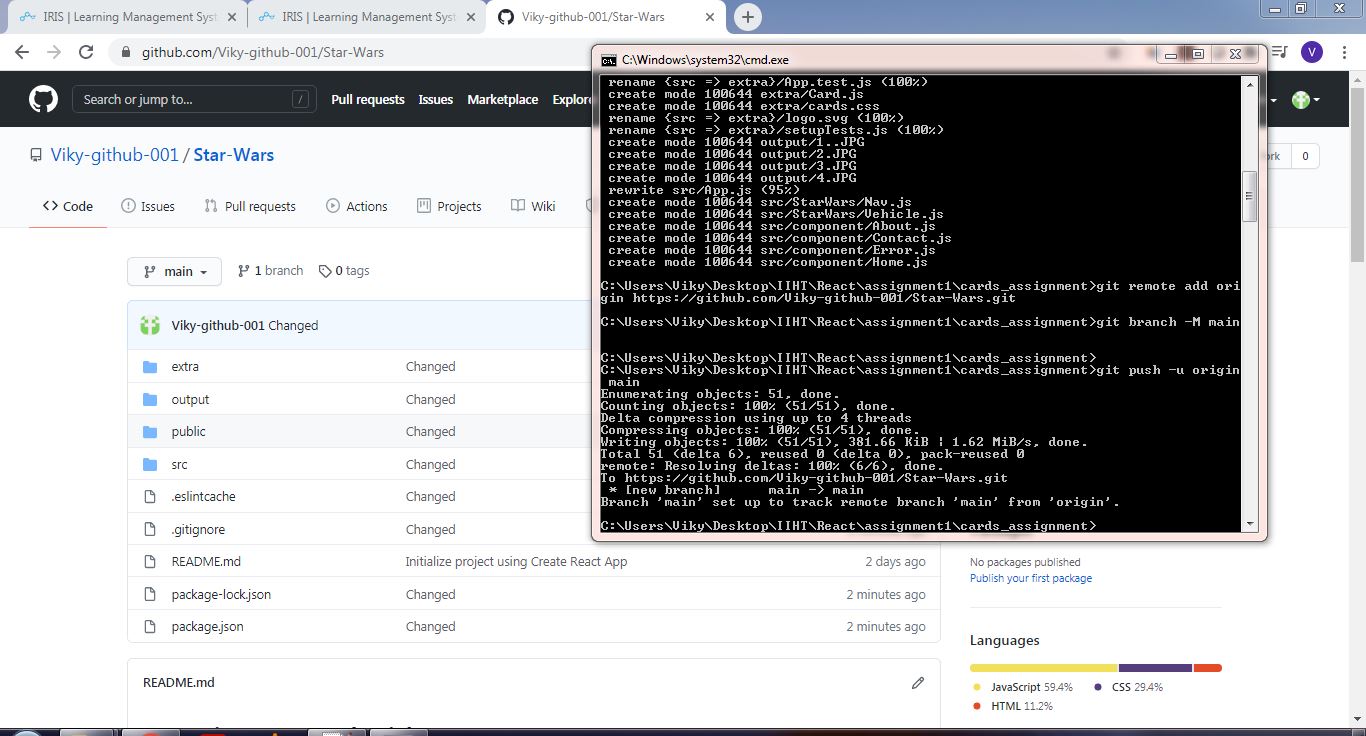 IRIS | Learning Management Syst
IRIS | Learning Management Syst
Viky-github-001/Star-Wars
github.com/Viky-github-001/Star-Wars
V
Search or jump to...
/
Pull requests
Issues
Marketplace
Explore
Viky-github-001 / Star-Wars
0
Code
Issues
Pull requests
Actions
Projects
Wiki
main
1 branch
0 tags
Viky-github-001 Changed
extra
Changed
output
Changed
public
Changed
src
Changed
.eslintcache
Changed
.gitignore
Changed
README.md
Initialize project using Create React App
2 days ago
package-lock.json
Changed
2 minutes ago
package.json
Changed
2 minutes ago
README.md
C:\Windows\system32\cmd.exe
rename {src => extra}/App.test.js (100%)
create mode 100644 extra/Card.js
create mode 100644 extra/cards.css
rename {src => extra}/logo.svg (100%)
rename {src => extra}/setupTests.js (100%)
create mode 100644 output/1..JPG
create mode 100644 output/2.JPG
create mode 100644 output/3.JPG
create mode 100644 output/4.JPG
rewrite src/App.js (95%)
create mode 100644 src/StarWars/Nav.js
create mode 100644 src/StarWars/Vehicle.js
create mode 100644 src/component/About.js
create mode 100644 src/component/Contact.js
create mode 100644 src/component/Error.js
create mode 100644 src/component/Home.js
C:\Users\Viky\Desktop\IIHT\React\assignment1\cards_assignment>git remote add ori
gin https://github.com/Viky-github-001/Star-Wars.git
C:\Users\Viky\Desktop\IIHT\React\assignment1\cards_assignment>git branch -M main
C:\Users\Viky\Desktop\IIHT\React\assignment1\cards_assignment>
C:\Users\Viky\Desktop\IIHT\React\assignment1\cards_assignment>git push -u origin
main
Enumerating objects: 51, done.
Counting objects: 100% (51/51), done.
Delta compression using up to 4 threads
Compressing objects: 100% (51/51), done.
Writing objects: 100% (51/51), 381.66 KiB ¦ 1.62 MiB/s, done.
Total 51 (delta 6), reused 0 (delta 0), pack-reused 0
remote: Resolving deltas: 100% (6/6), done.
To https://github.com/Viky-github-001/Star-Wars.git
* [new branch]      main -> main
Branch 'main' set up to track remote branch 'main' from 'origin'.
C:\Users\Viky\Desktop\IIHT\React\assignment1\cards_assignment>
No packages published
Publish your first package
Languages
JavaScript 59.4%
CSS 29.4%
HTML 11.2%